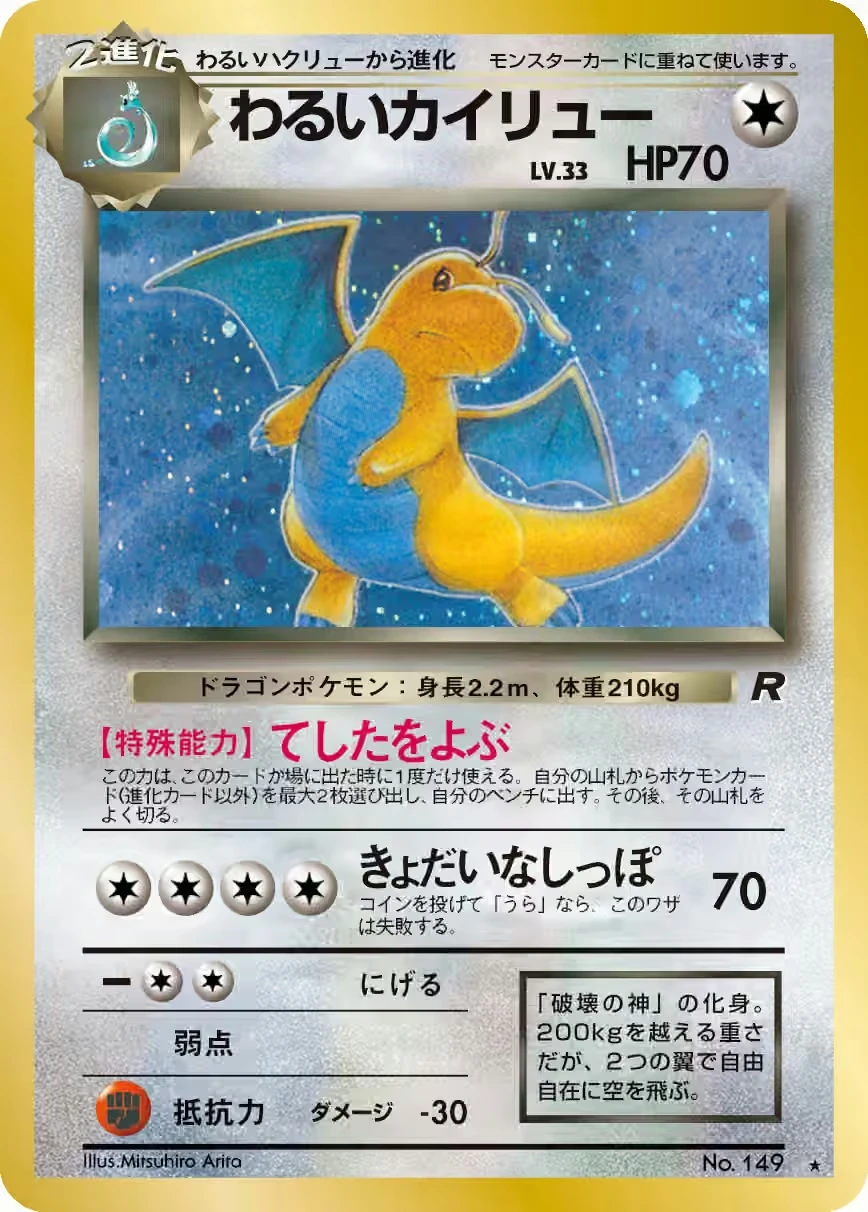 2進化 わるいハクリューから進化 モンスターカードに重ねて使います。
わるいカイリュー
LV.33 HP70
ドラゴンポケモン：身長2.2m、体重210kg R
【特殊能力】てしたをよぶ
この力は、このカードが場に出た時に1度だけ使える。自分の山札からポケモンカー
ド(進化カード以外)を最大2枚選び出し、自分のベンチに出す。その後、その山札を
よく切る。
きょだいなしっぽ 70
コインを投げて「うら」なら、このワザ
は失敗する。
にげる
弱点
抵抗力 ダメージ -30
「破壊の神」の化身。
200kgを越える重さ
だが、2つの翼で自由
自在に空を飛ぶ。
Illus.Mitsuhiro Arita No. 149 ★